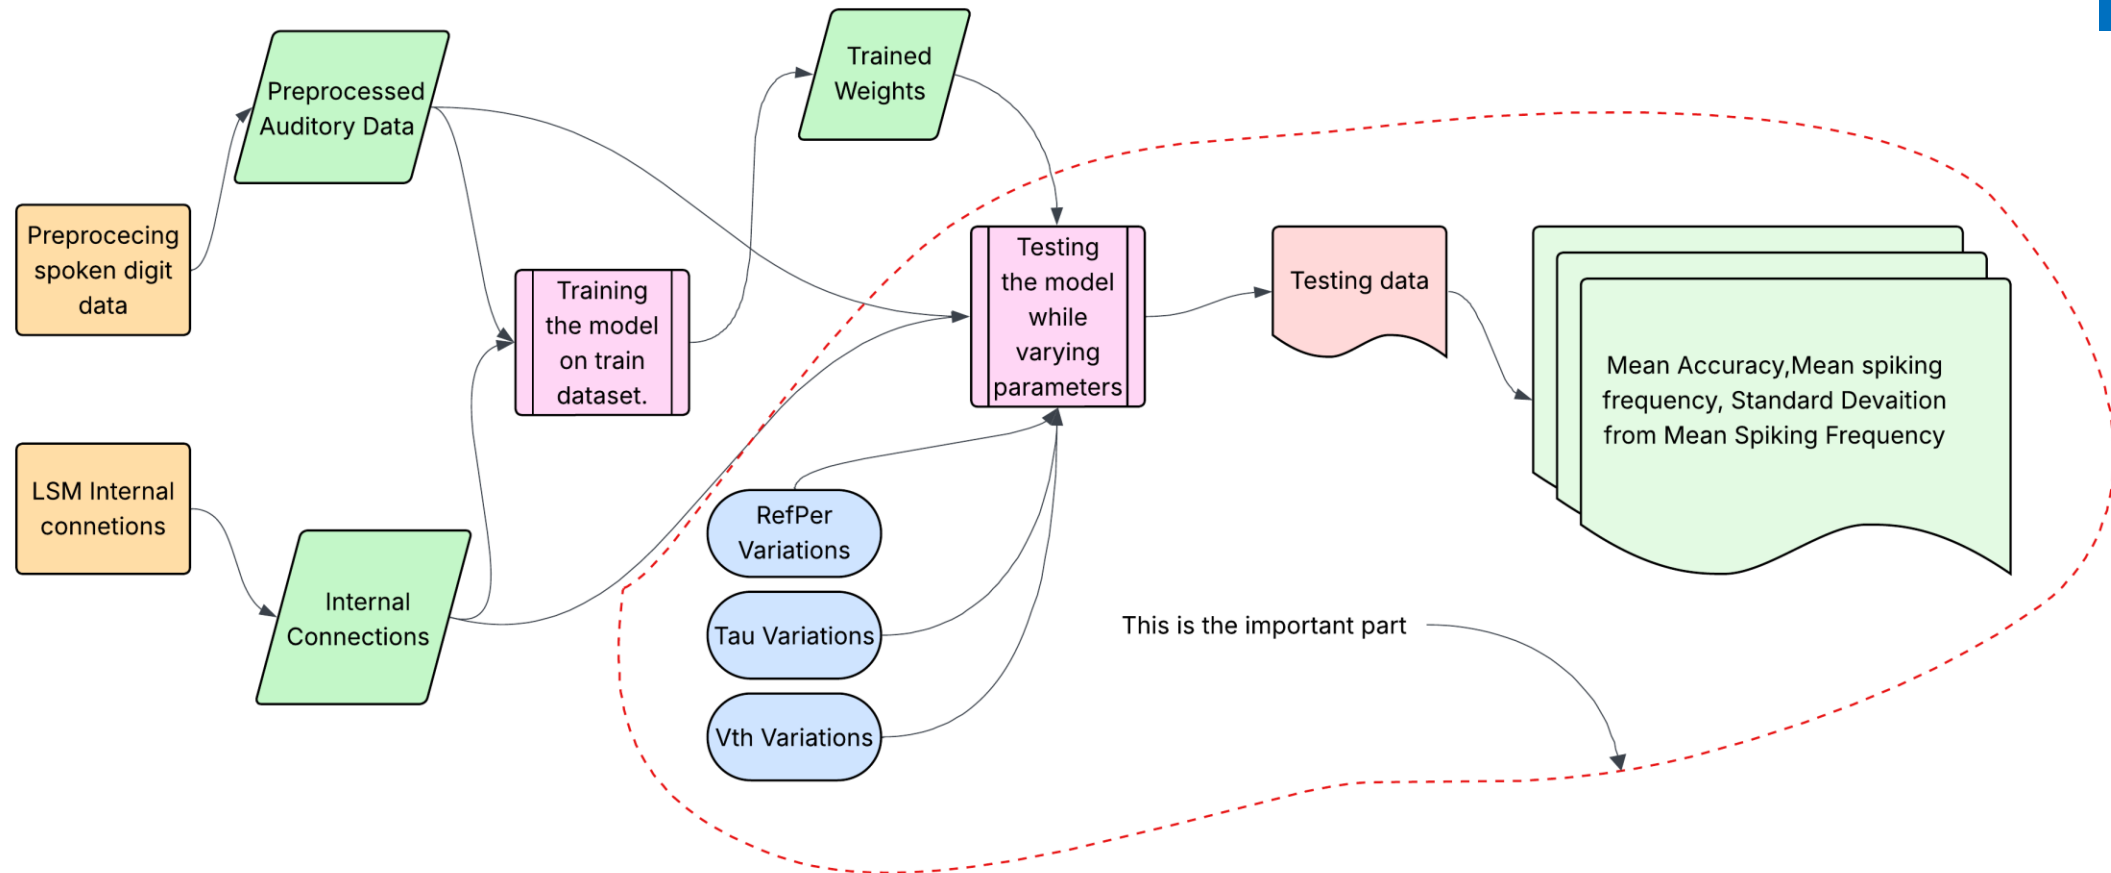 Trained
Weights
Preprocessed
Auditory Data
Preprocecing
spoken digit
data
Training
the model
on train
dataset.
Testing
the model
while
varying
parameters
Testing data
Mean Accuracy,Mean spiking
frequency, Standard Devaition
from Mean Spiking Frequency
LSM Internal
connetions
Internal
Connections
RefPer
Variations
Tau Variations
Vth Variations
This is the important part